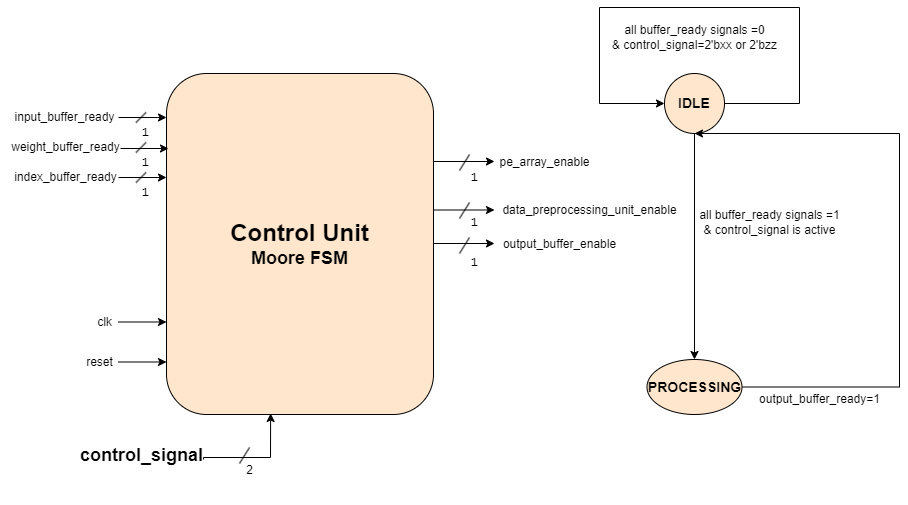 input_buffer_ready
1
weight_buffer_ready
1
index_buffer_ready
1
Control Unit
Moore FSM
clk
reset
control_signal
2
pe_array_enable
1
data_preprocessing_unit_enable
1
output_buffer_enable
1
all buffer_ready signals =0
& control_signal=2'bxx or 2'bzz
IDLE
all buffer_ready signals =1
& control_signal is active
PROCESSING
output_buffer_ready=1